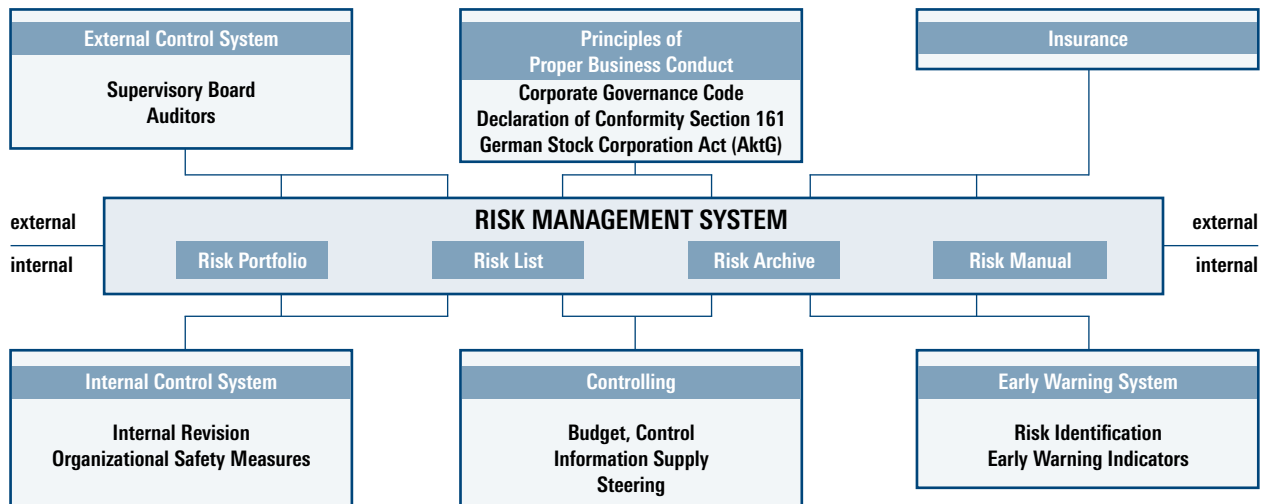 External Control System
Supervisory Board
Auditors
Principles of
Proper Business Conduct
Corporate Governance Code
Declaration of Conformity Section 161
German Stock Corporation Act (AktG)
Insurance
external
internal
RISK MANAGEMENT SYSTEM
Risk Portfolio
Risk List
Risk Archive
Risk Manual
external
internal
Internal Control System
Internal Revision
Organizational Safety Measures
Controlling
Budget, Control
Information Supply
Steering
Early Warning System
Risk Identification
Early Warning Indicators